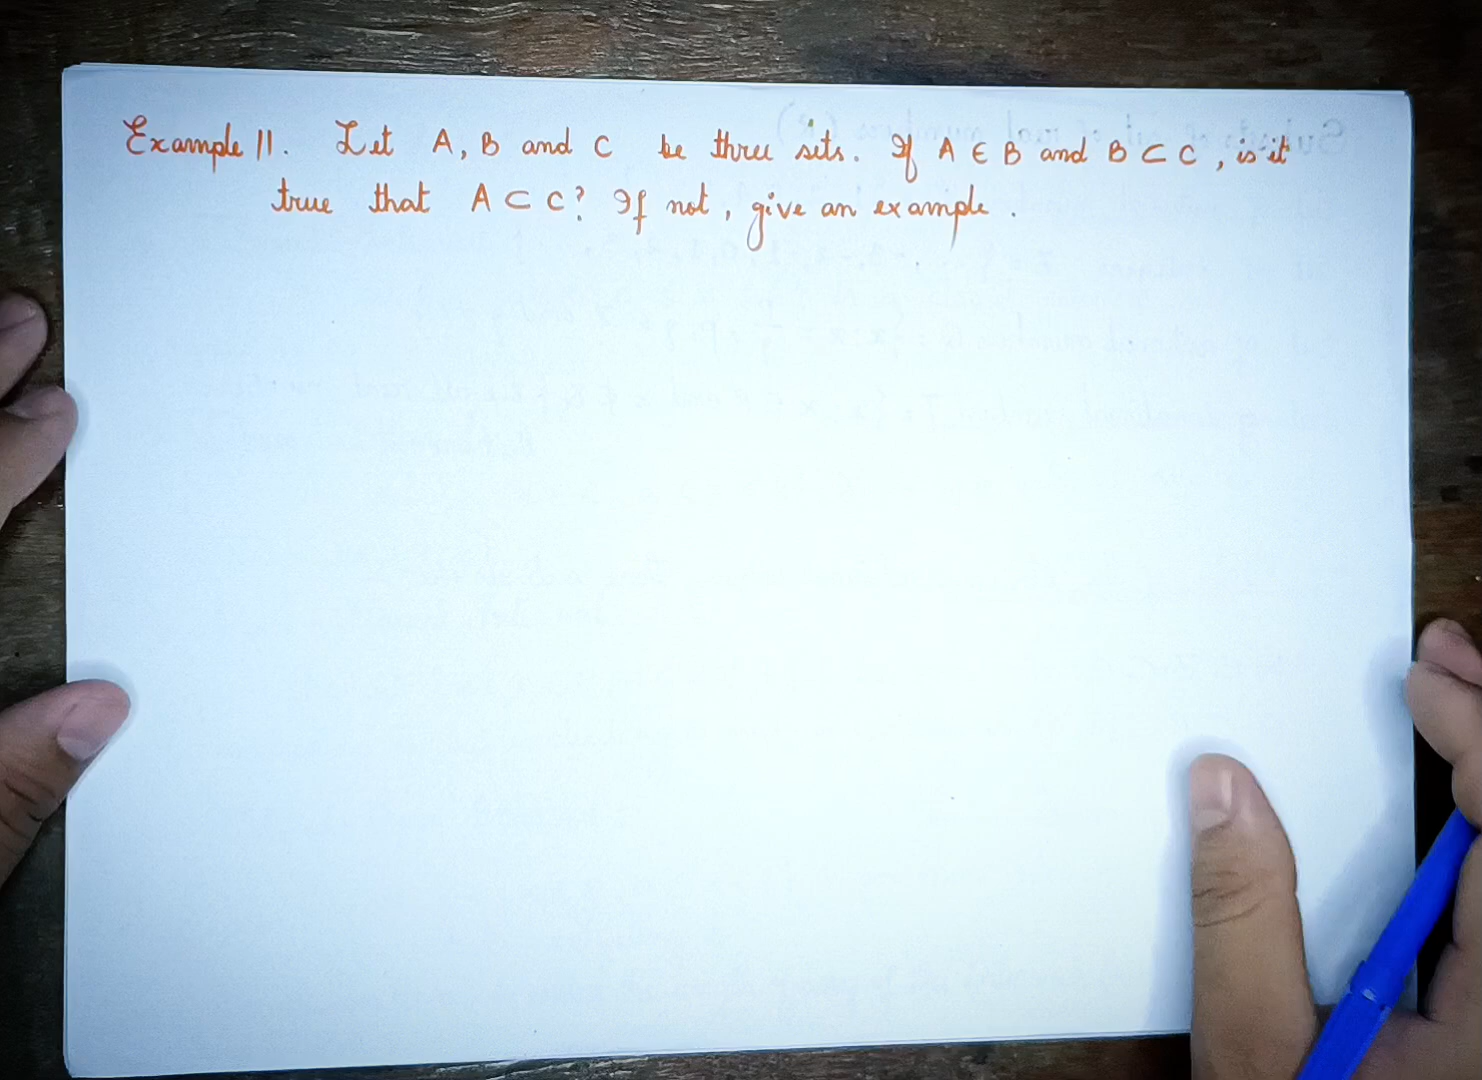 Example 11. Let A, B and C be three sets. If A ∈ B and B ⊂ C, is it
true that A ⊂ C? If not, give an example.